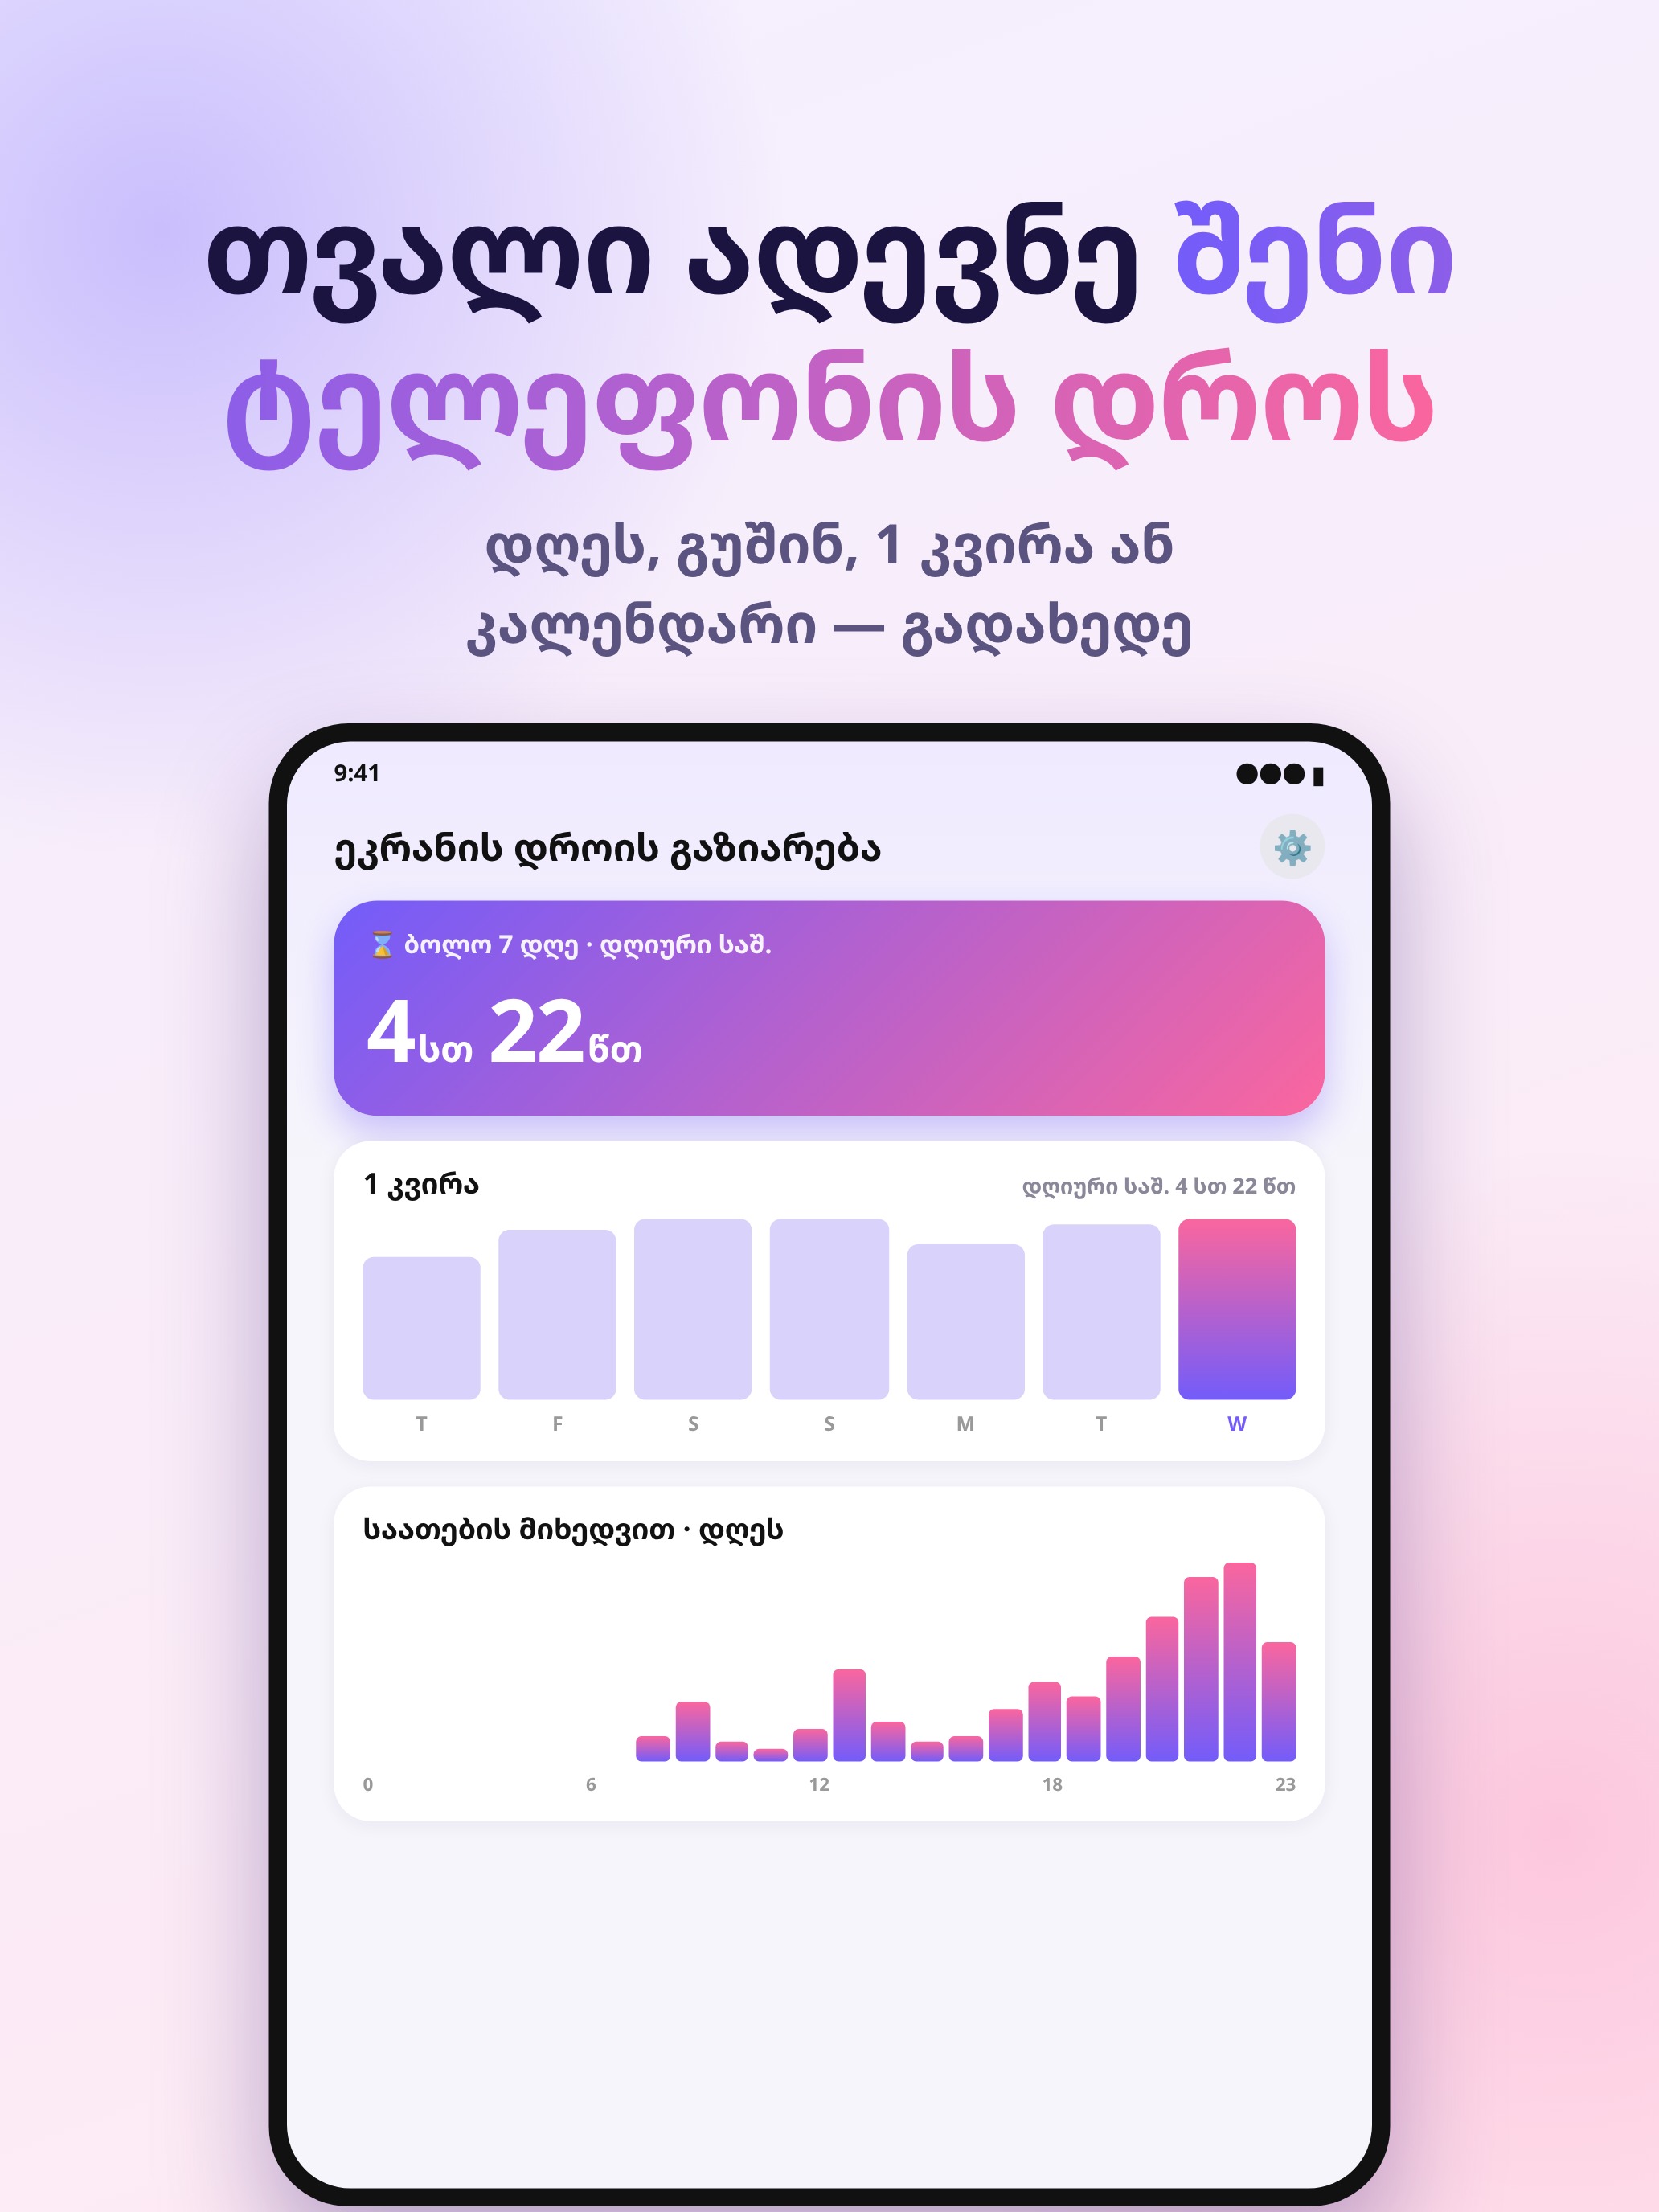 თვალი ადევნე შენი
ტელეფონის დროს
დღეს, გუშინ, 1 კვირა ან
კალენდარი — გადახედე
9:41
ეკრანის დროის გაზიარება
⌛ ბოლო 7 დღე · დღიური საშ.
4სთ 22წთ
1 კვირა
დღიური საშ. 4 სთ 22 წთ
T F S S M T W
საათების მიხედვით · დღეს
0 6 12 18 23